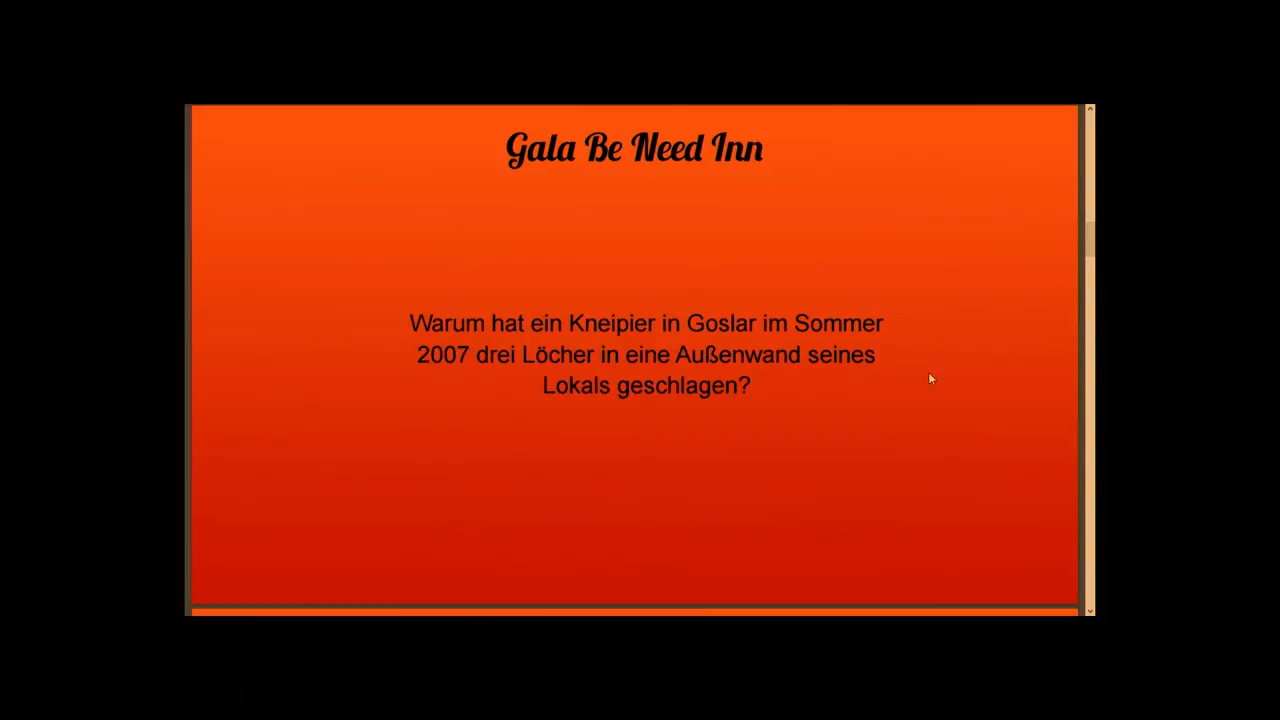 Gala Be Need Inn
Warum hat ein Kneipier in Goslar im Sommer
2007 drei Löcher in eine Außenwand seines
Lokals geschlagen?